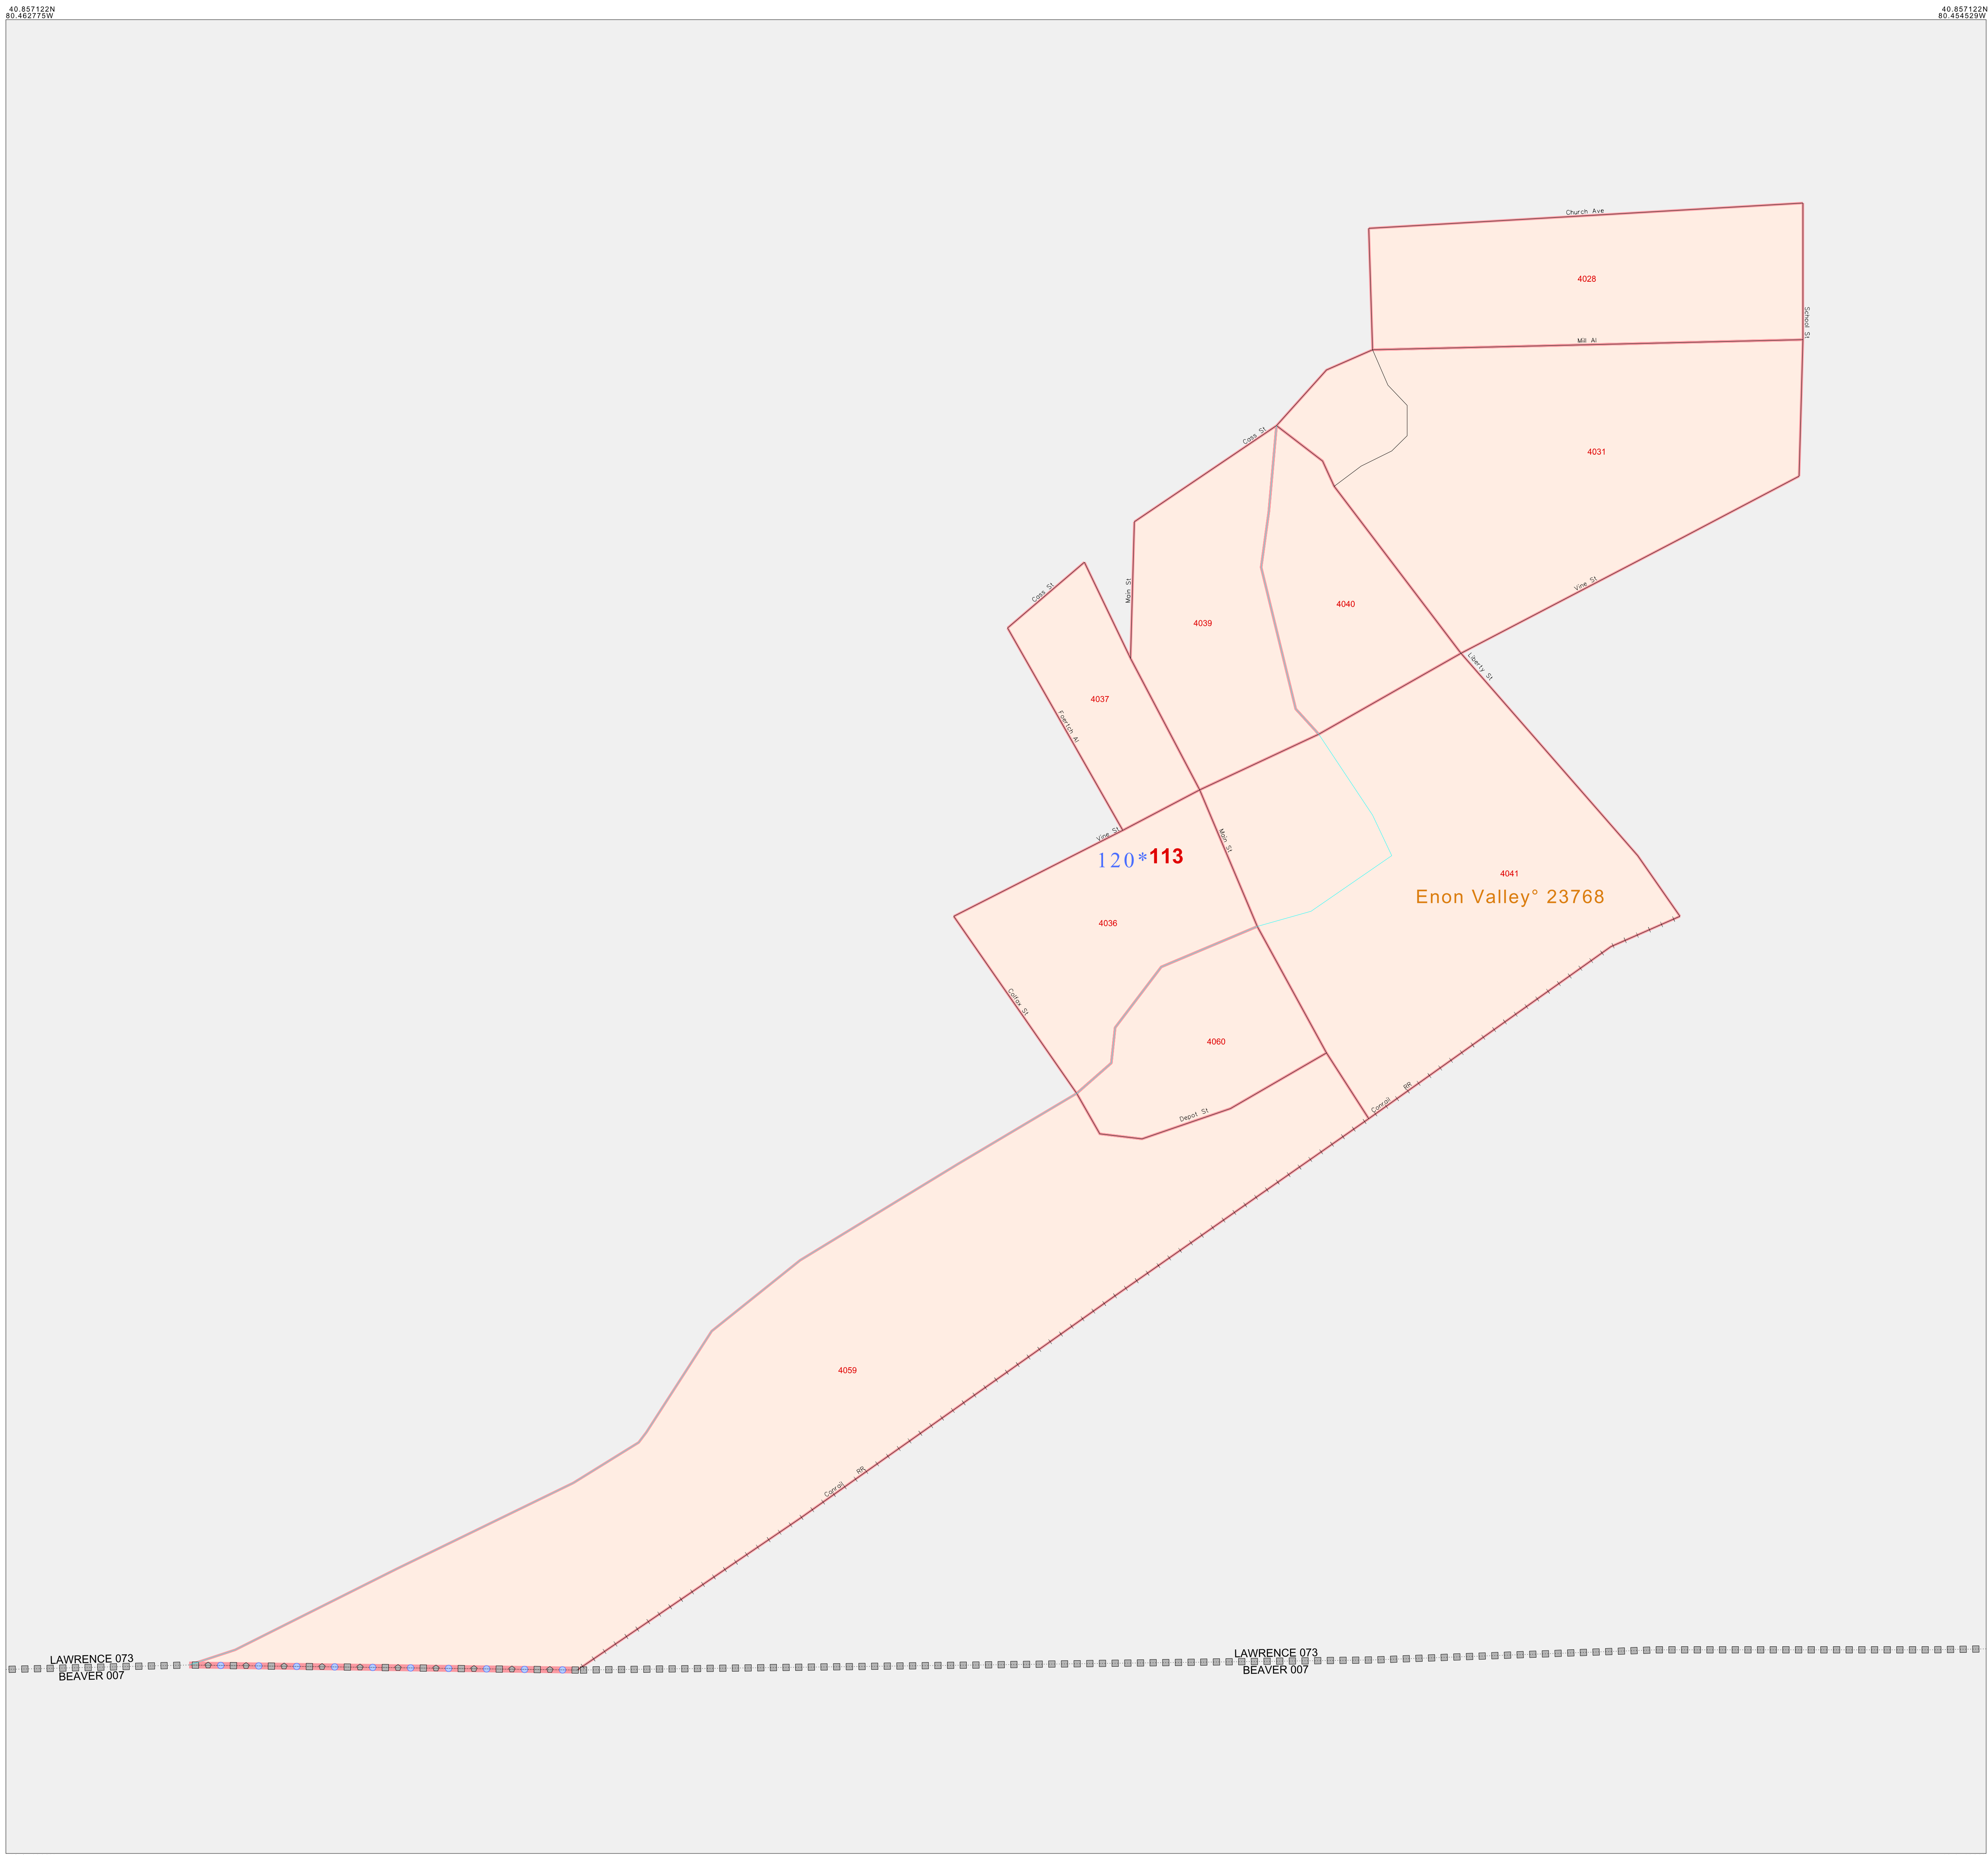 40.857122N
80.462775W
40.857122N
80.454529W
Church Ave
4028
School St
Mill Al
Cass St
4031
Vine St
Cass St
Main St
4040
4039
Liberty St
4037
Foertch Al
Vine St
Main St
120*113
4041
Enon Valley° 23768
4036
Colfax St
4060
Depot St
Conrail RR
4059
Conrail RR
LAWRENCE 073
BEAVER 007
LAWRENCE 073
BEAVER 007